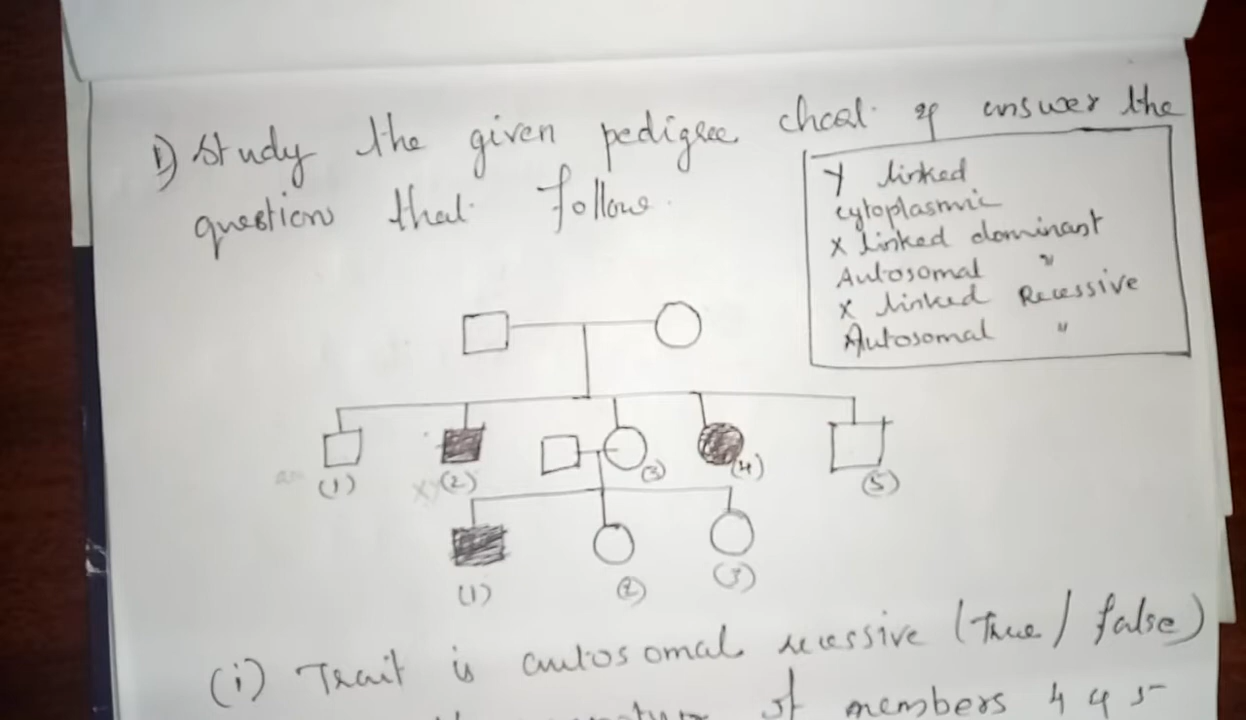 1) Study the given pedigree chart & answer the
questions that follow.
Y linked
cytoplasmic
X linked dominant
Autosomal "
X linked Recessive
Autosomal "
(1) (2) (3) (4) (5)
(1) (2) (3)
(i) Trait is autosomal recessive (True / false)
of members 4 & 5